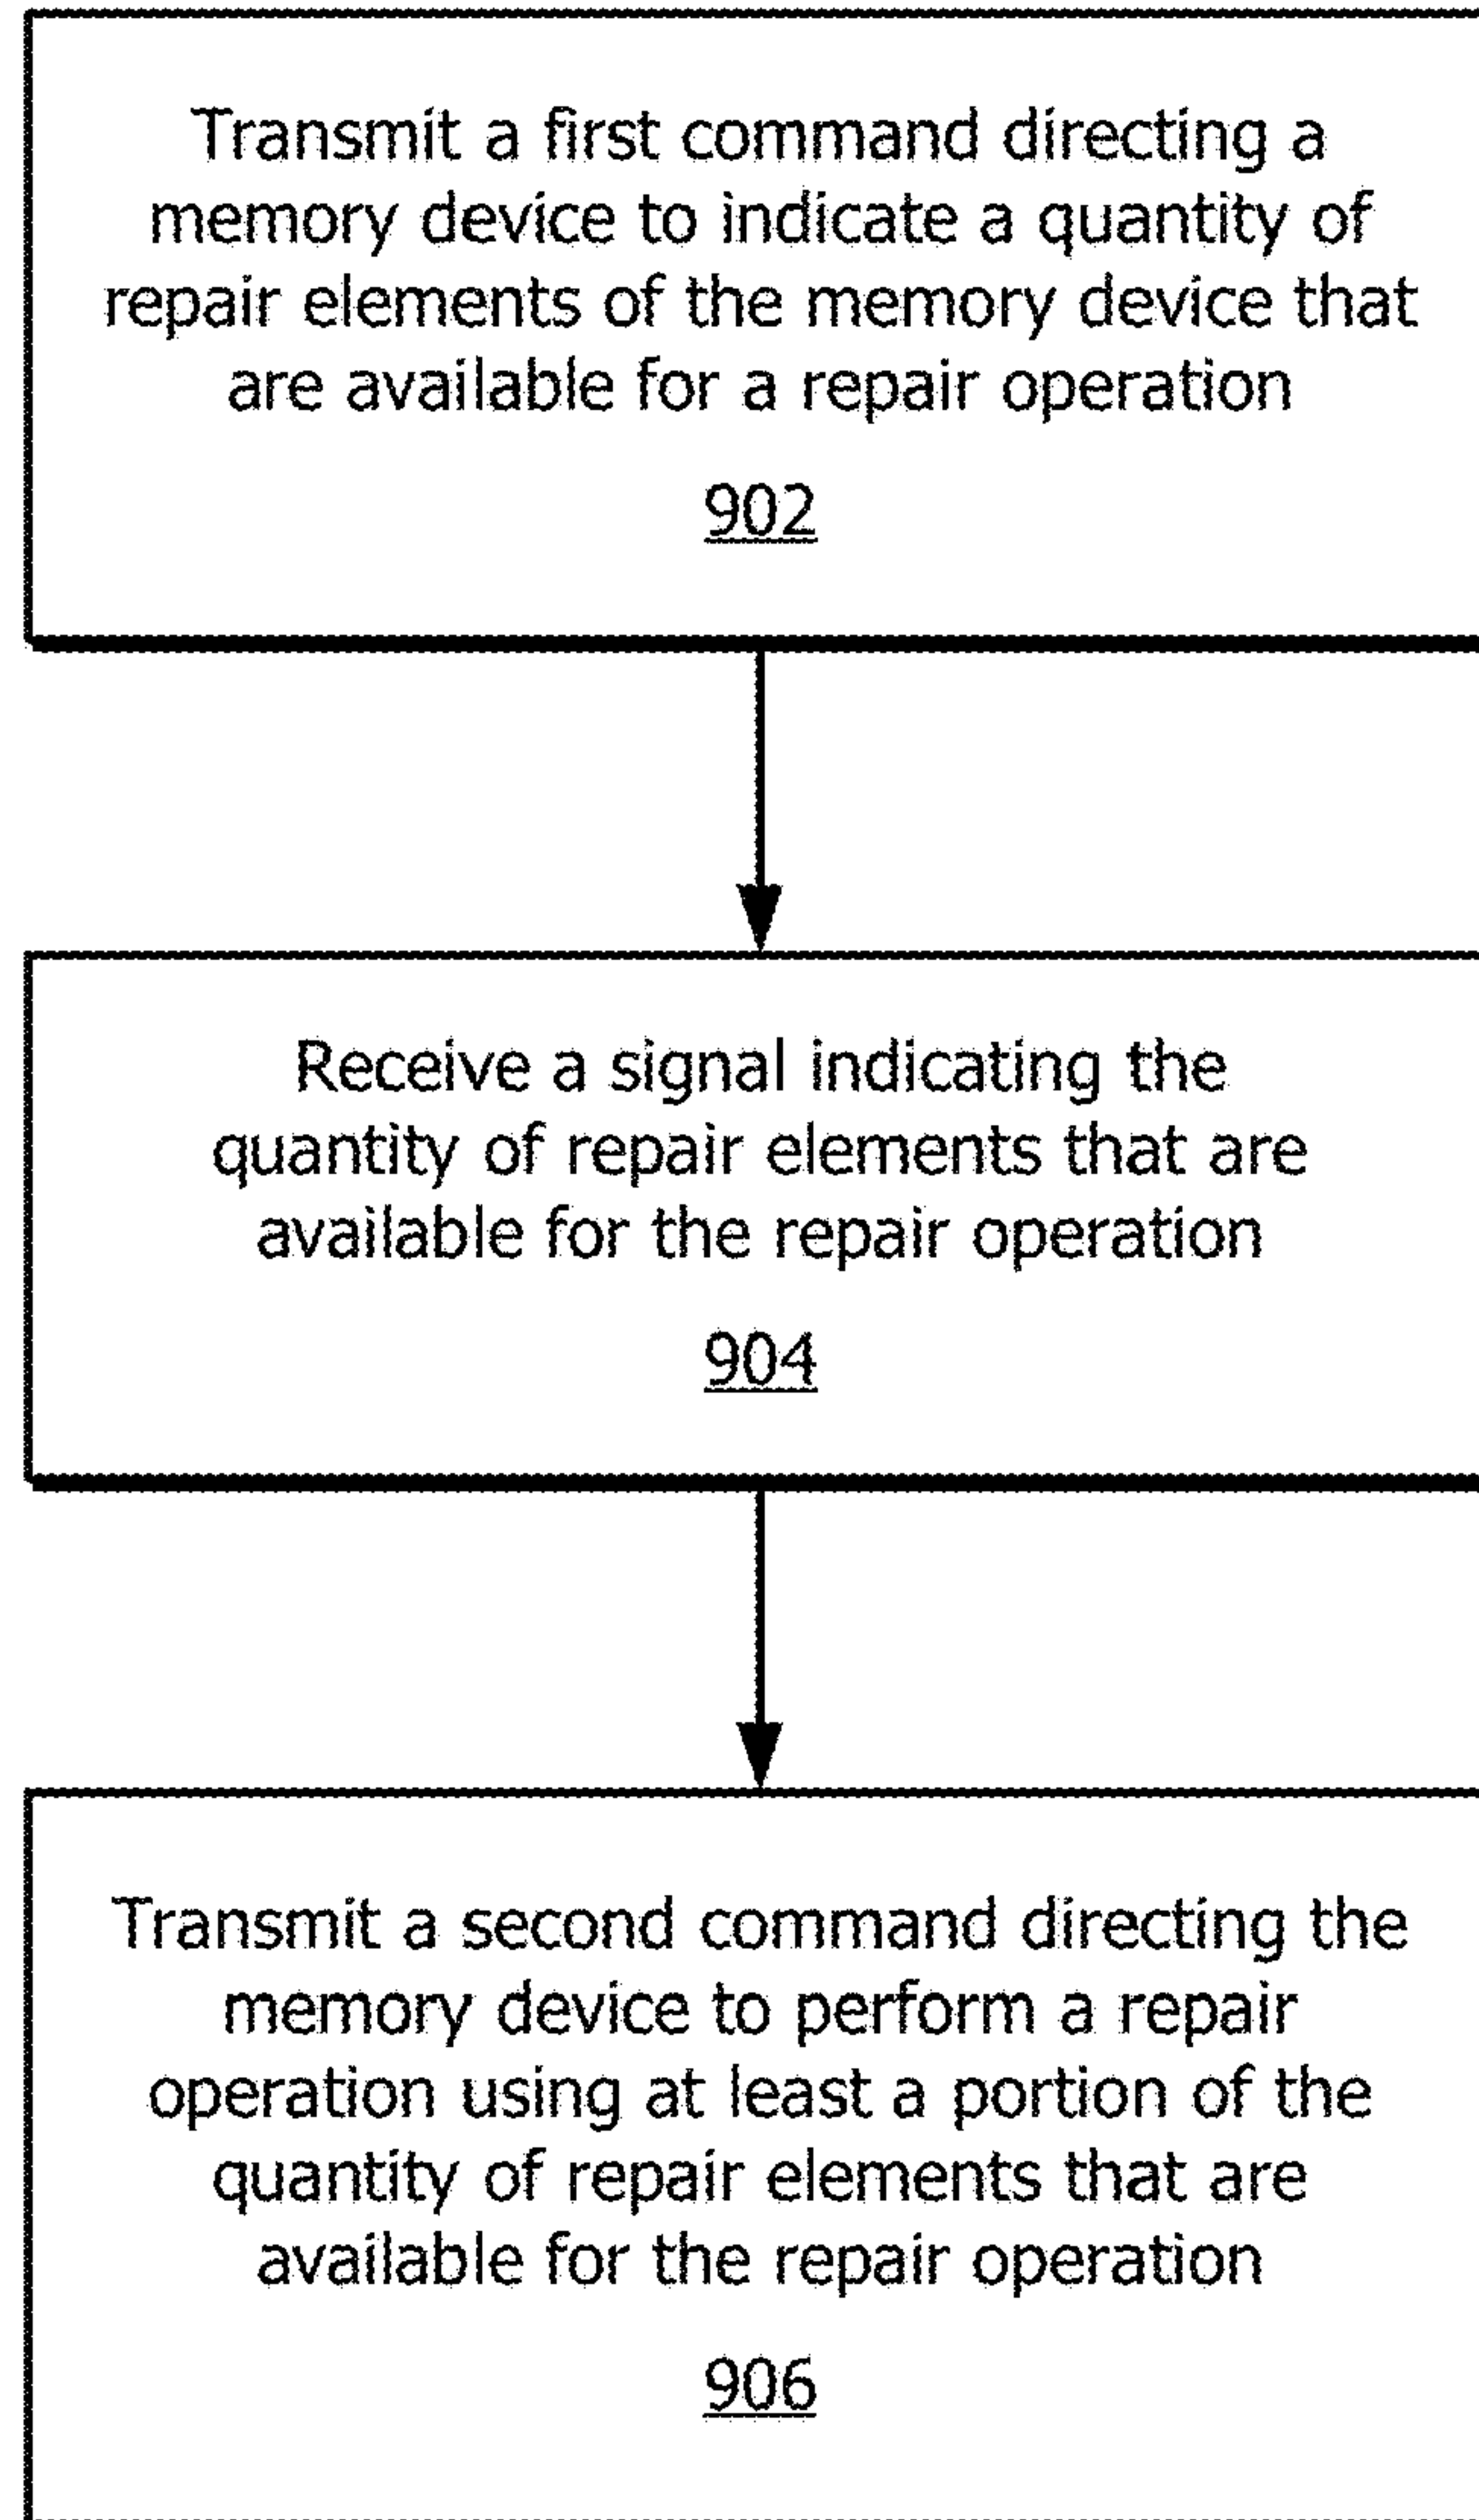 Transmit a first command directing a
memory device to indicate a quantity of
repair elements of the memory device that
are available for a repair operation
902
Receive a signal indicating the
quantity of repair elements that are
available for the repair operation
904
Transmit a second command directing the
memory device to perform a repair
operation using at least a portion of the
quantity of repair elements that are
available for the repair operation
906